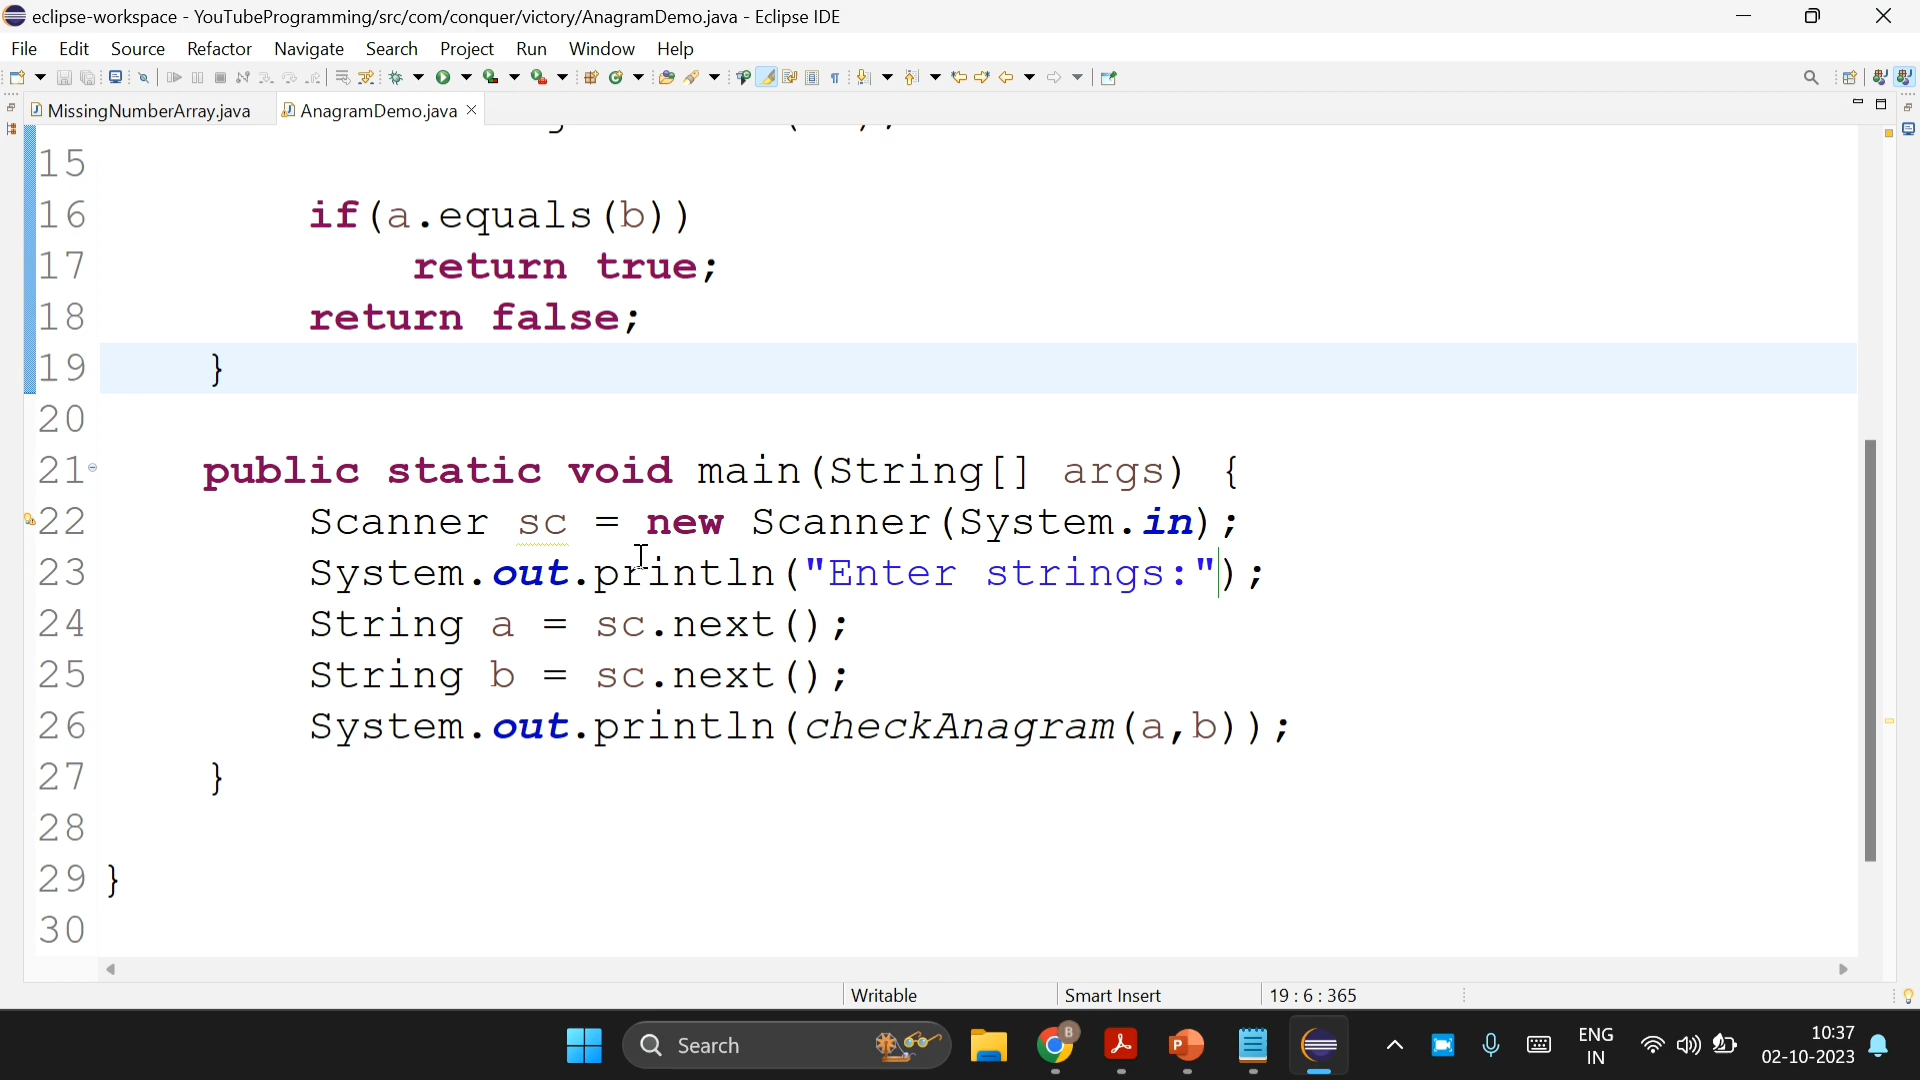 eclipse-workspace - YouTubeProgramming/src/com/conquer/victory/AnagramDemo.java - Eclipse IDE
File Edit Source Refactor Navigate Search Project Run Window Help
MissingNumberArray.java AnagramDemo.java
15
16 if(a.equals(b))
17 return true;
18 return false;
19 }
20
21 public static void main(String[] args) {
22 Scanner sc = new Scanner(System.in);
23 System.out.println("Enter strings:");
24 String a = sc.next();
25 String b = sc.next();
26 System.out.println(checkAnagram(a,b));
27 }
28
29 }
30
Writable Smart Insert 19 : 6 : 365
Search
B
P
ENG
IN
10:37
02-10-2023